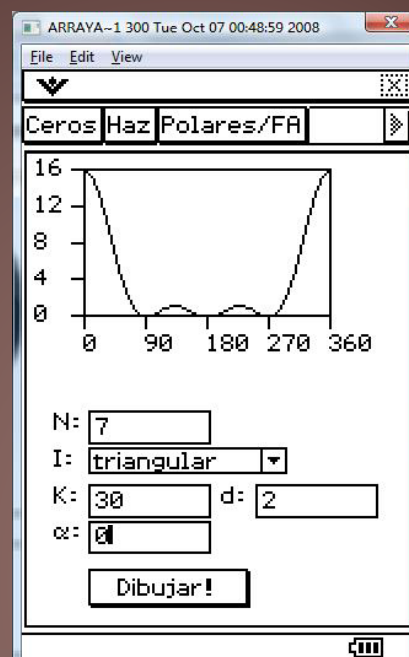 ARRAYA~1 300 Tue Oct 07 00:48:59 2008
File Edit View
Ceros Haz Polares/FA
16
12
8
4
0
0 90 180 270 360
N: 7
I: triangular
K: 30 d: 2
α: 0
Dibujar!